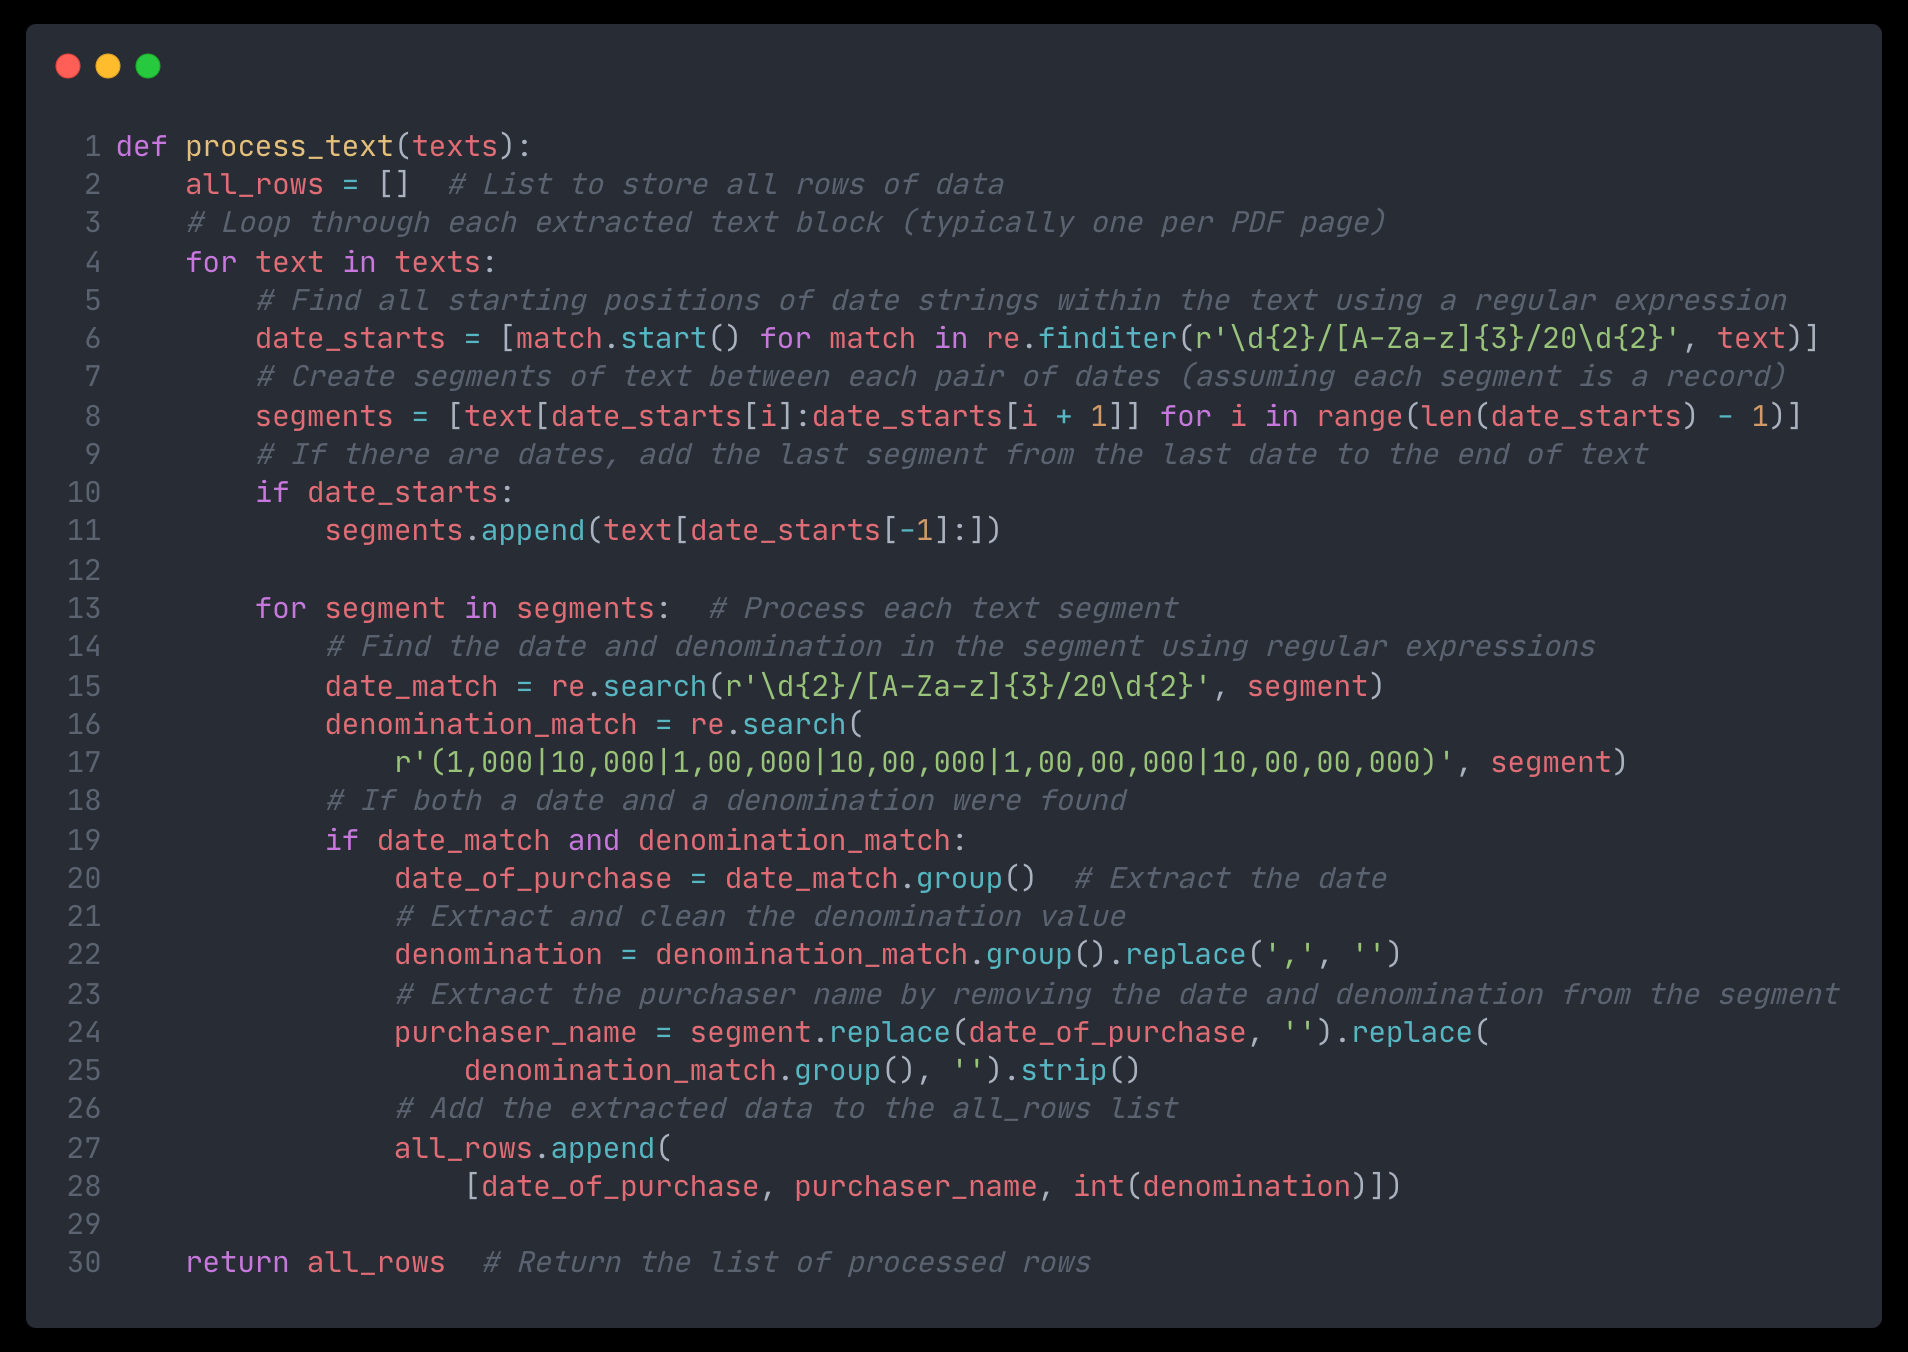 1 def process_text(texts):
2     all_rows = []  # List to store all rows of data
3     # Loop through each extracted text block (typically one per PDF page)
4     for text in texts:
5         # Find all starting positions of date strings within the text using a regular expression
6         date_starts = [match.start() for match in re.finditer(r'\d{2}/[A-Za-z]{3}/20\d{2}', text)]
7         # Create segments of text between each pair of dates (assuming each segment is a record)
8         segments = [text[date_starts[i]:date_starts[i + 1]] for i in range(len(date_starts) - 1)]
9         # If there are dates, add the last segment from the last date to the end of text
10         if date_starts:
11             segments.append(text[date_starts[-1]:])
12
13         for segment in segments:  # Process each text segment
14             # Find the date and denomination in the segment using regular expressions
15             date_match = re.search(r'\d{2}/[A-Za-z]{3}/20\d{2}', segment)
16             denomination_match = re.search(
17                 r'(1,000|10,000|1,00,000|10,00,000|1,00,00,000|10,00,00,000)', segment)
18             # If both a date and a denomination were found
19             if date_match and denomination_match:
20                 date_of_purchase = date_match.group()  # Extract the date
21                 # Extract and clean the denomination value
22                 denomination = denomination_match.group().replace(',', '')
23                 # Extract the purchaser name by removing the date and denomination from the segment
24                 purchaser_name = segment.replace(date_of_purchase, '').replace(
25                     denomination_match.group(), '').strip()
26                 # Add the extracted data to the all_rows list
27                 all_rows.append(
28                     [date_of_purchase, purchaser_name, int(denomination)])
29
30     return all_rows  # Return the list of processed rows